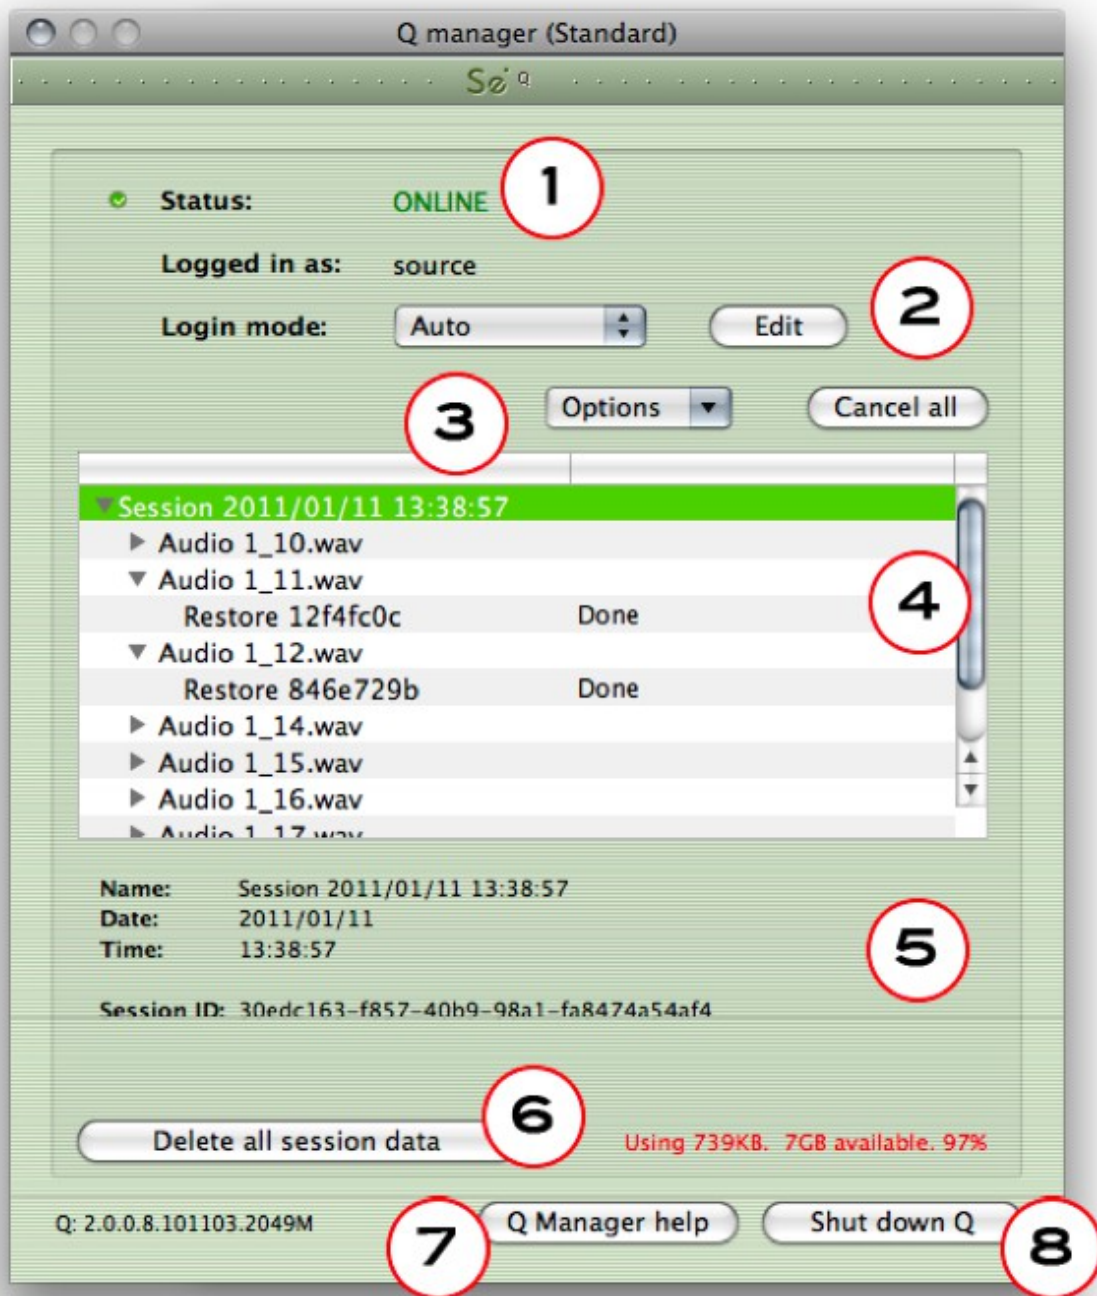 Q manager (Standard)
Se Q
1
Status: ONLINE
Logged in as: source
2
Login mode: Auto Edit
3
Options Cancel all
Session 2011/01/11 13:38:57
Audio 1_10.wav
Audio 1_11.wav
4
Restore 12f4fc0c Done
Audio 1_12.wav
Restore 846e729b Done
Audio 1_14.wav
Audio 1_15.wav
Audio 1_16.wav
Audio 1_17.wav
Name: Session 2011/01/11 13:38:57
Date: 2011/01/11
Time: 13:38:57
5
Session ID: 30edc163-f857-40b9-98a1-fa8474a54af4
6
Delete all session data Using 739KB. 7GB available. 97%
Q: 2.0.0.8.101103.2049M 7 Q Manager help Shut down Q 8